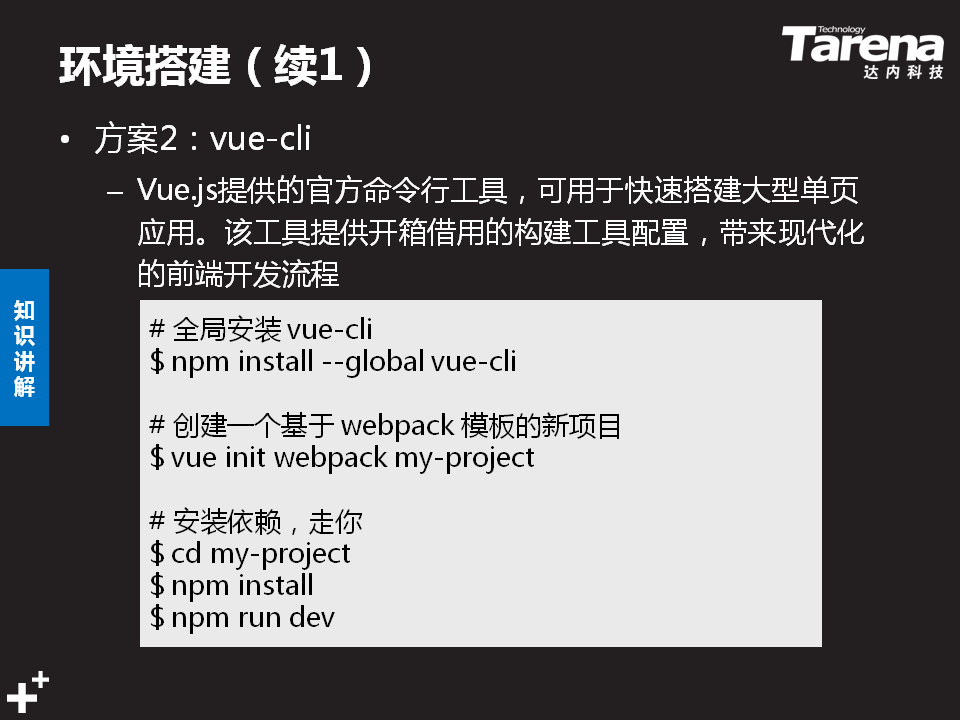 环境搭建（续1）
Technology
Tarena
达内科技
• 方案2：vue-cli
– Vue.js提供的官方命令行工具，可用于快速搭建大型单页
应用。该工具提供开箱借用的构建工具配置，带来现代化
的前端开发流程
知
识
讲
解
# 全局安装 vue-cli
$ npm install --global vue-cli
# 创建一个基于 webpack 模板的新项目
$ vue init webpack my-project
# 安装依赖，走你
$ cd my-project
$ npm install
$ npm run dev